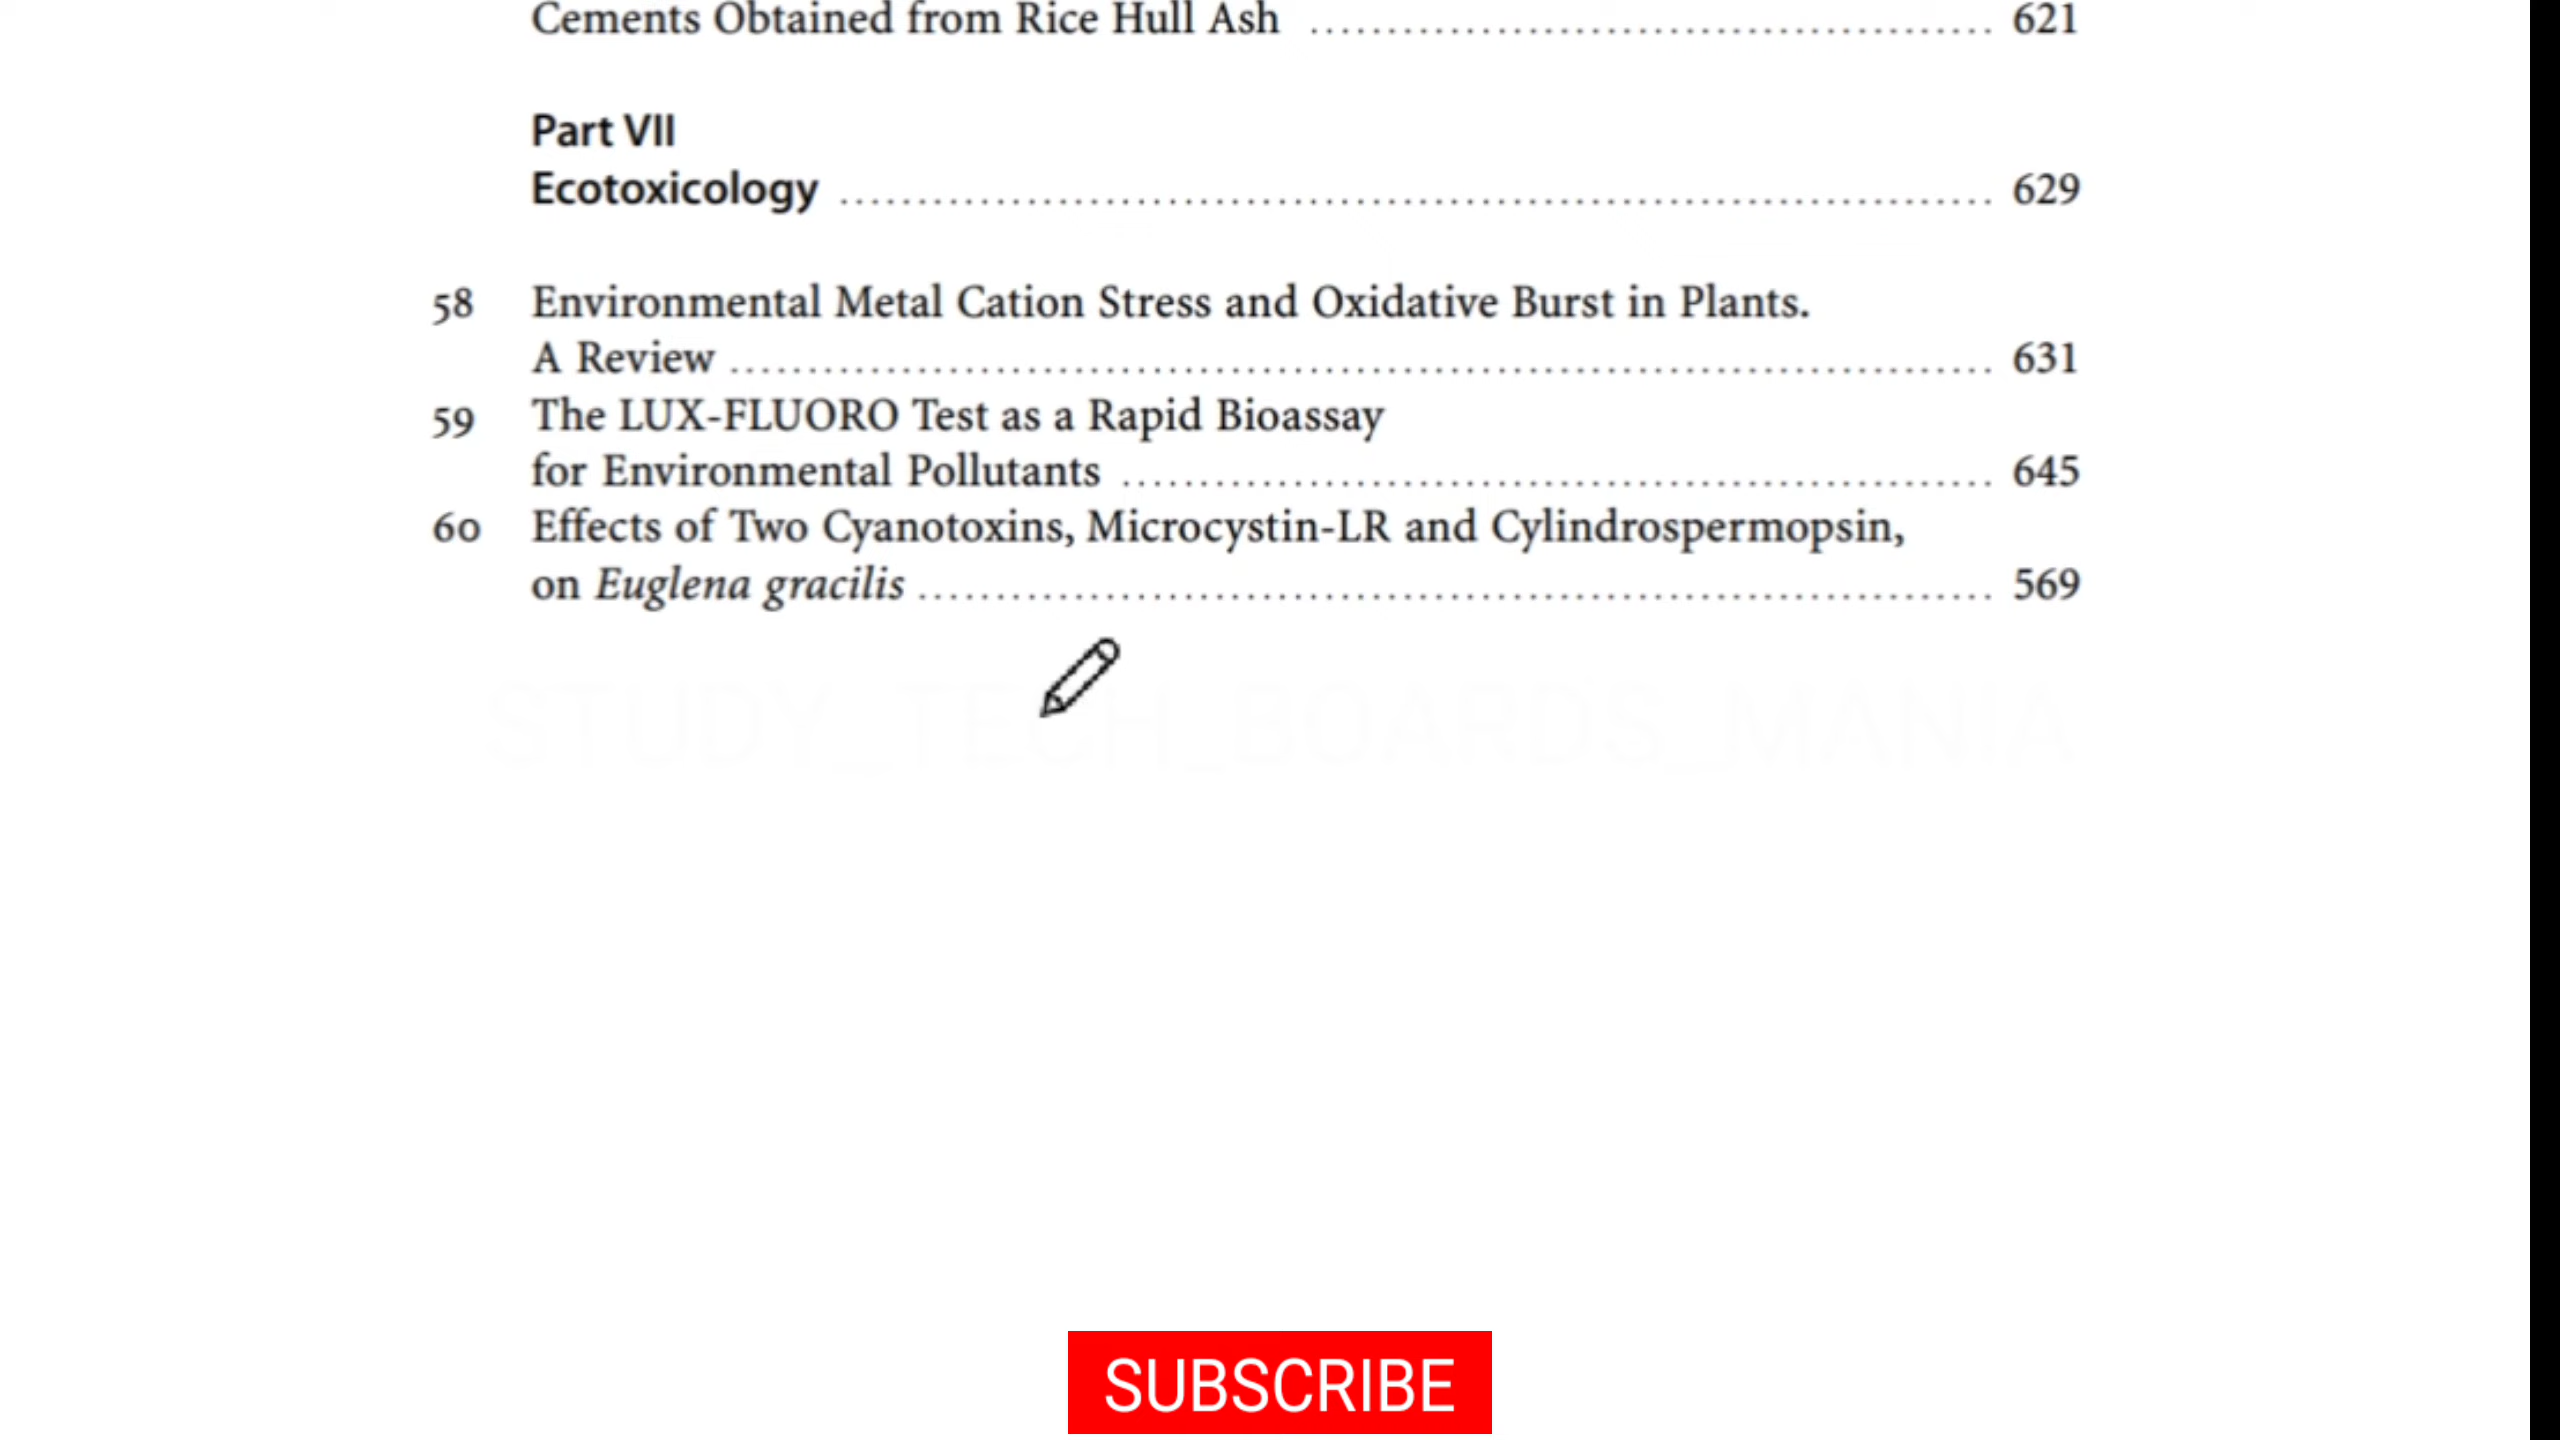 Cements Obtained from Rice Hull Ash ............................................ 621
Part VII
Ecotoxicology .......................................................................... 629
58 Environmental Metal Cation Stress and Oxidative Burst in Plants.
A Review ................................................................................. 631
59 The LUX-FLUORO Test as a Rapid Bioassay
for Environmental Pollutants ........................................................ 645
60 Effects of Two Cyanotoxins, Microcystin-LR and Cylindrospermopsin,
on Euglena gracilis ..................................................................... 569
STUDY_TECH_BOARDS_MANIA
SUBSCRIBE